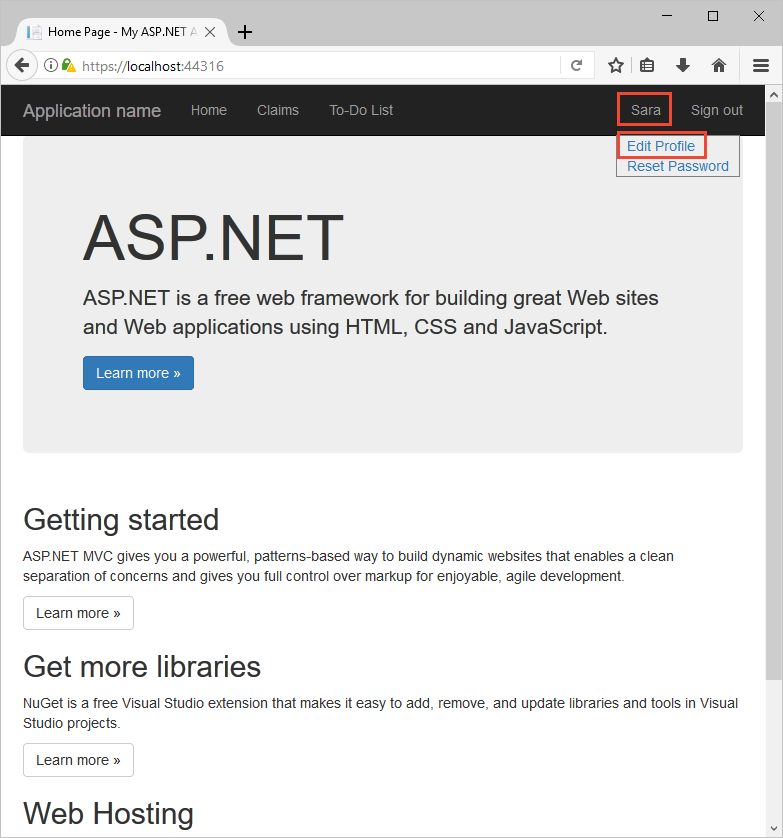 Home Page - My ASP.NET A
https://localhost:44316
Application name Home Claims To-Do List Sara Sign out
Edit Profile
Reset Password
ASP.NET
ASP.NET is a free web framework for building great Web sites
and Web applications using HTML, CSS and JavaScript.
Learn more »
Getting started
ASP.NET MVC gives you a powerful, patterns-based way to build dynamic websites that enables a clean
separation of concerns and gives you full control over markup for enjoyable, agile development.
Learn more »
Get more libraries
NuGet is a free Visual Studio extension that makes it easy to add, remove, and update libraries and tools in Visual
Studio projects.
Learn more »
Web Hosting